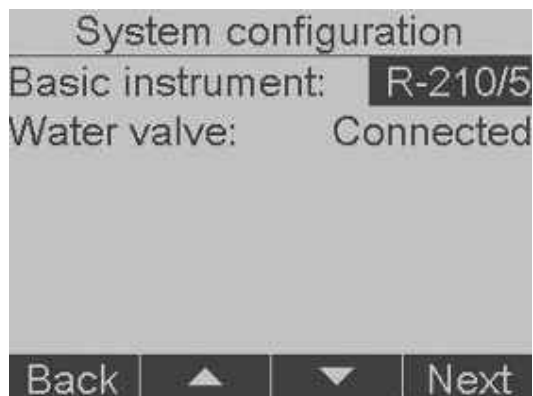 System configuration
Basic instrument: R-210/5
Water valve: Connected
Back ▲ ▼ Next